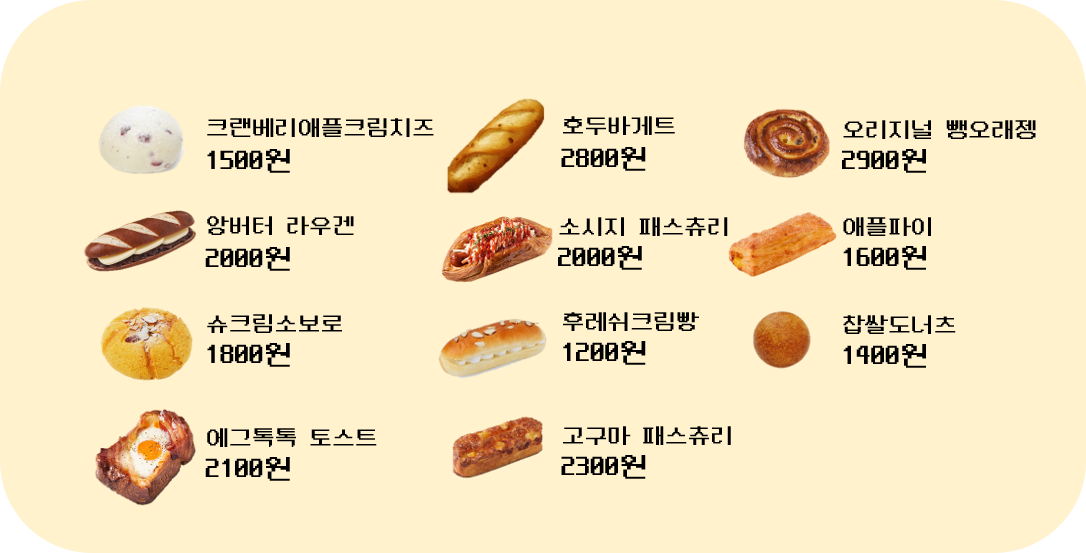 크랜베리애플크림치즈
1500원
호두바게트
2800원
오리지널 뺑오래젱
2900원
앙버터 라우겐
2000원
소시지 패스츄리
2000원
애플파이
1600원
슈크림소보로
1800원
후레쉬크림빵
1200원
찹쌀도너츠
1400원
에그톡톡 토스트
2100원
고구마 패스츄리
2300원